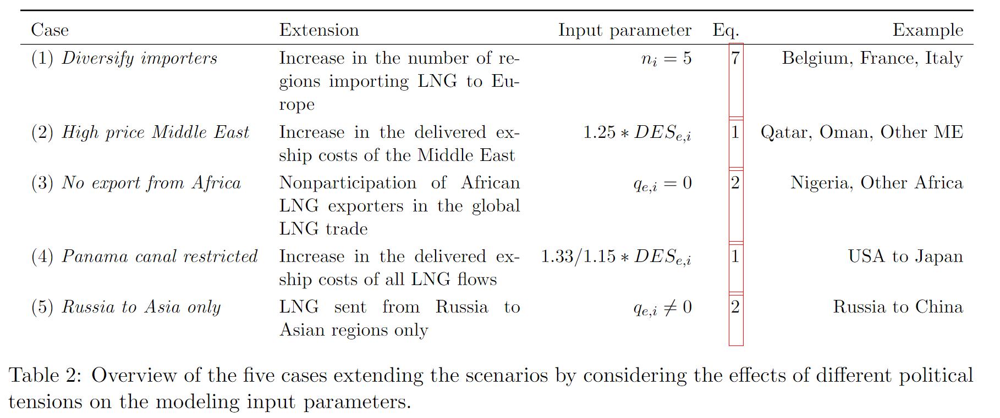 Case Extension Input parameter Eq. Example
(1) Diversify importers Increase in the number of re- n_i = 5 7 Belgium, France, Italy
gions importing LNG to Eu-
rope
(2) High price Middle East Increase in the delivered ex- 1.25 ∗ DES_{e,i} 1 Qatar, Oman, Other ME
ship costs of the Middle East
(3) No export from Africa Nonparticipation of African q_{e,i} = 0 2 Nigeria, Other Africa
LNG exporters in the global
LNG trade
(4) Panama canal restricted Increase in the delivered ex- 1.33/1.15 ∗ DES_{e,i} 1 USA to Japan
ship costs of all LNG flows
(5) Russia to Asia only LNG sent from Russia to q_{e,i} ≠ 0 2 Russia to China
Asian regions only
Table 2: Overview of the five cases extending the scenarios by considering the effects of different political
tensions on the modeling input parameters.